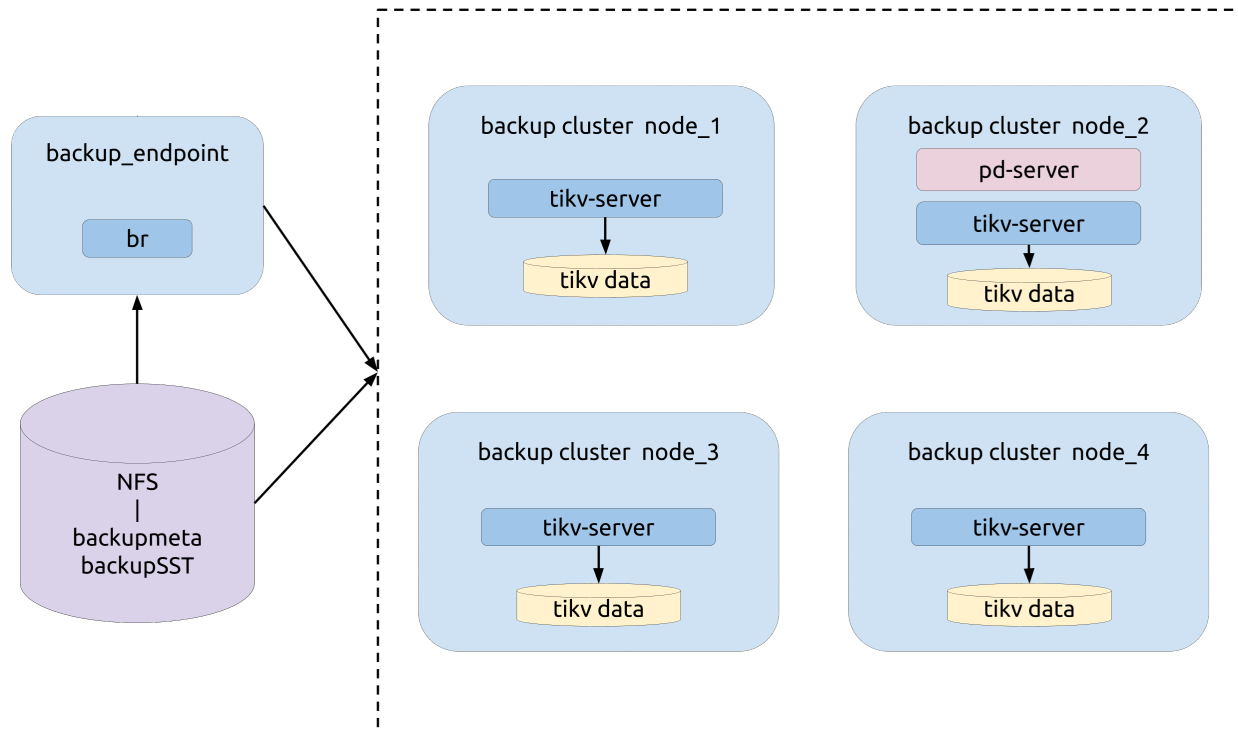 backup_endpoint
br
NFS
|
backupmeta
backupSST
backup cluster  node_1
tikv-server
tikv data
backup cluster  node_2
pd-server
tikv-server
tikv data
backup cluster  node_3
tikv-server
tikv data
backup cluster  node_4
tikv-server
tikv data